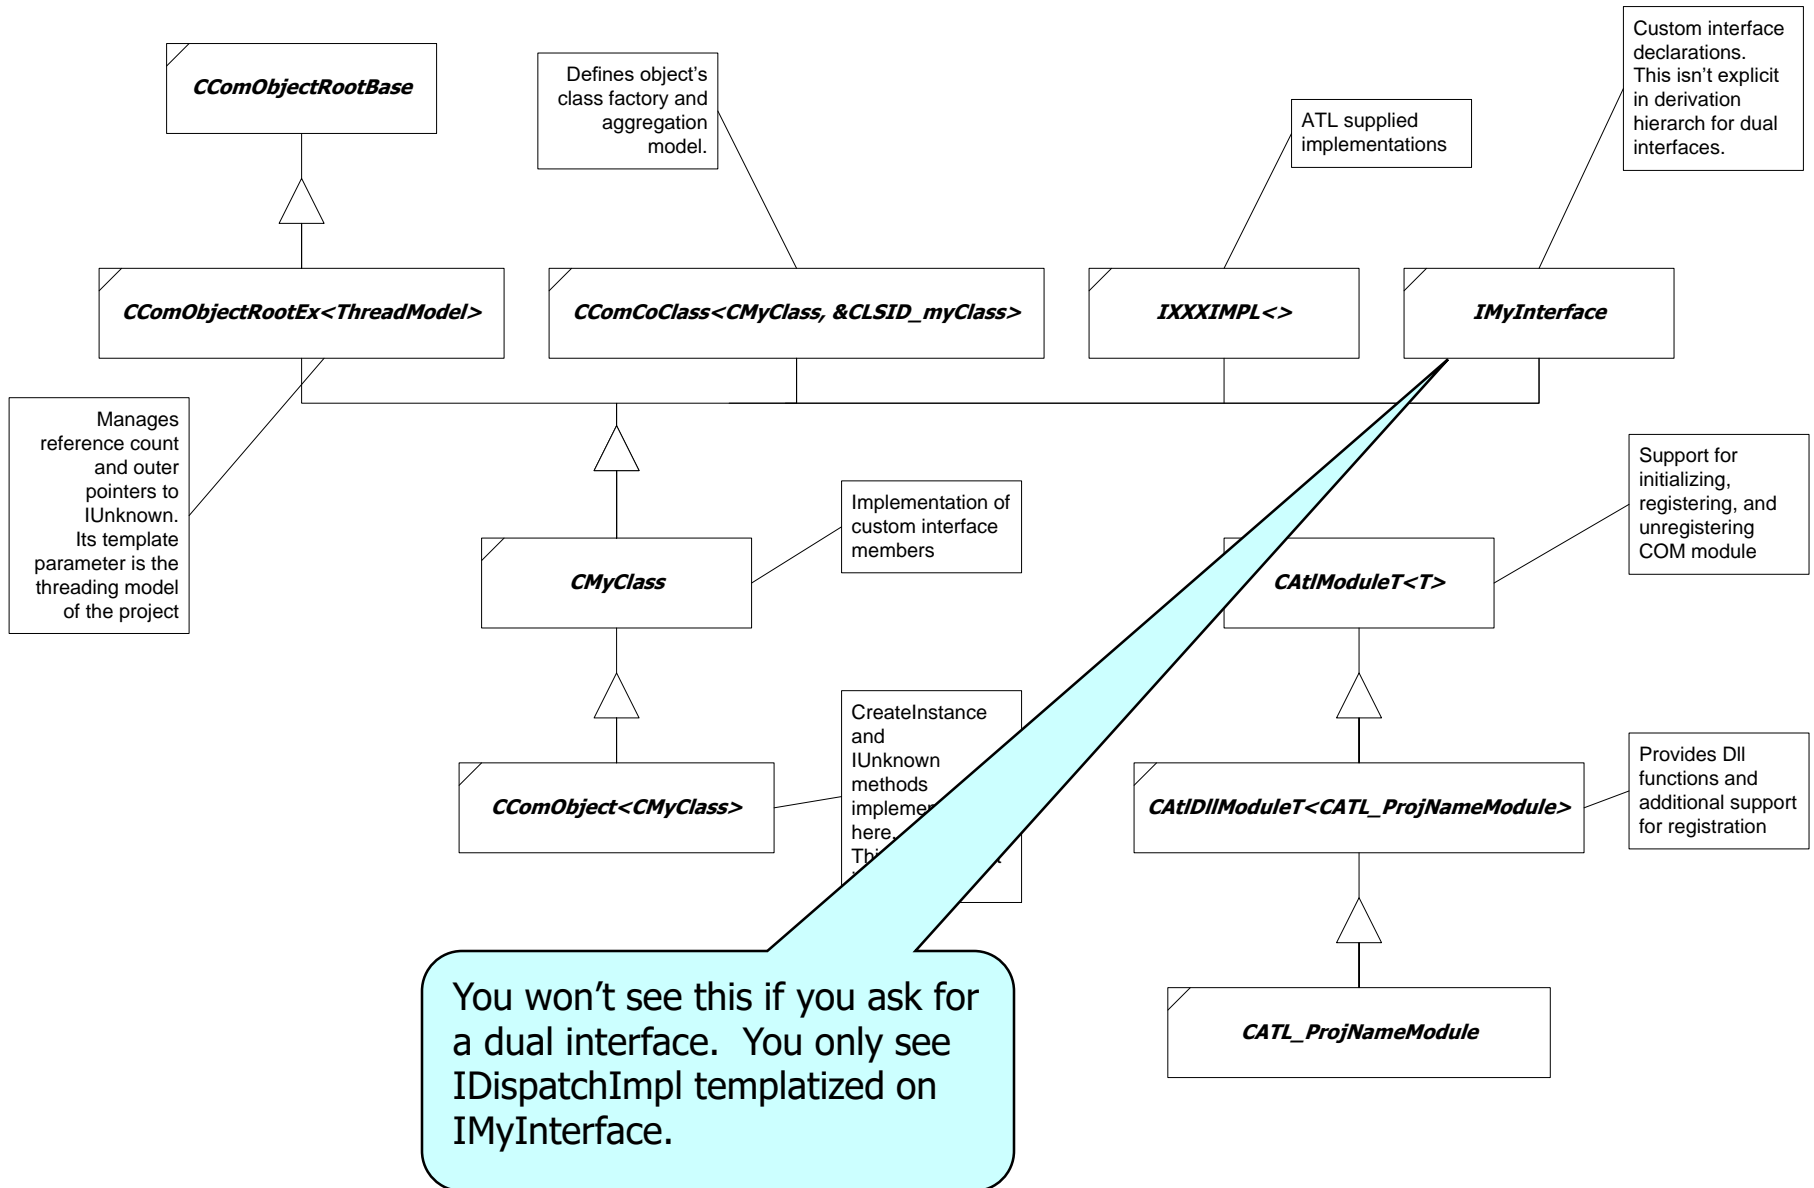 CComObjectRootBase
Defines object's
class factory and
aggregation
model.
ATL supplied
implementations
Custom interface
declarations.
This isn't explicit
in derivation
hierarch for dual
interfaces.
CComObjectRootEx<ThreadModel>
CComCoClass<CMyClass, &CLSID_myClass>
IXXXIMPL<>
IMyInterface
Manages
reference count
and outer
pointers to
IUnknown.
Its template
parameter is the
threading model
of the project
CMyClass
Implementation of
custom interface
members
CAtlModuleT<T>
Support for
initializing,
registering, and
unregistering
COM module
CComObject<CMyClass>
CreateInstance
and
IUnknown
methods
here.
CAtlDllModuleT<CATL_ProjNameModule>
Provides Dll
functions and
additional support
for registration
CATL_ProjNameModule
You won't see this if you ask for
a dual interface.  You only see
IDispatchImpl templatized on
IMyInterface.